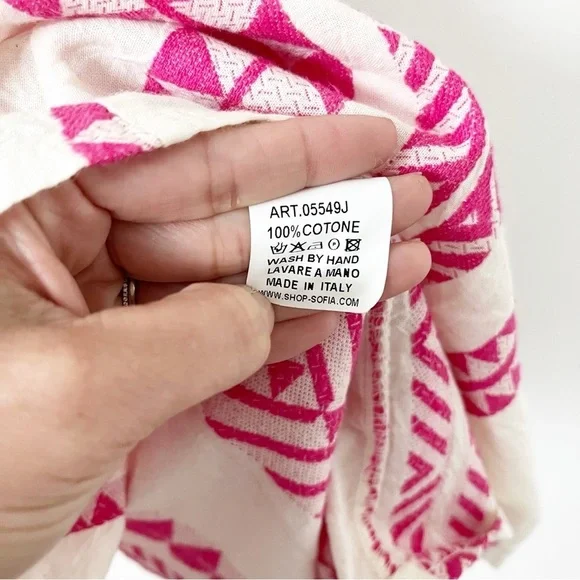 ART.05549J
100%COTONE
WASH BY HAND
LAVARE A MANO
MADE IN ITALY
WWW.SHOP-SOFIA.COM